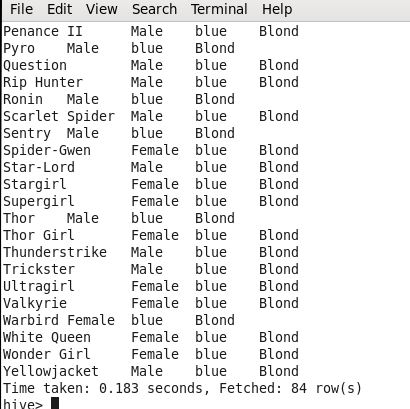 File Edit View Search Terminal Help
Penance II Male blue Blond
Pyro Male blue Blond
Question Male blue Blond
Rip Hunter Male blue Blond
Ronin Male blue Blond
Scarlet Spider Male blue Blond
Sentry Male blue Blond
Spider-Gwen Female blue Blond
Star-Lord Male blue Blond
Stargirl Female blue Blond
Supergirl Female blue Blond
Thor Male blue Blond
Thor Girl Female blue Blond
Thunderstrike Male blue Blond
Trickster Male blue Blond
Ultragirl Female blue Blond
Valkyrie Female blue Blond
Warbird Female blue Blond
White Queen Female blue Blond
Wonder Girl Female blue Blond
Yellowjacket Male blue Blond
Time taken: 0.183 seconds, Fetched: 84 row(s)
hive>